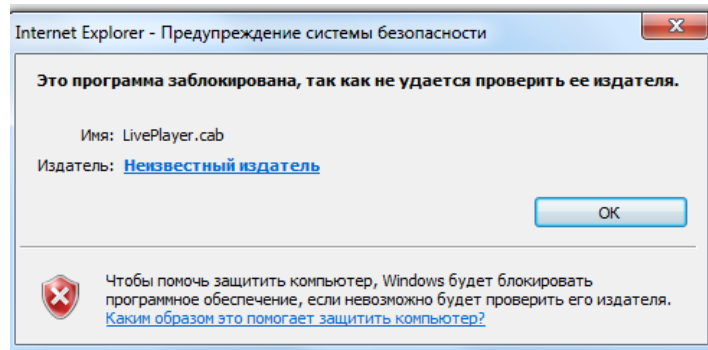 Internet Explorer - Предупреждение системы безопасности
Это программа заблокирована, так как не удается проверить ее издателя.
Имя: LivePlayer.cab
Издатель: Неизвестный издатель
OK
Чтобы помочь защитить компьютер, Windows будет блокировать
программное обеспечение, если невозможно будет проверить его издателя.
Каким образом это помогает защитить компьютер?